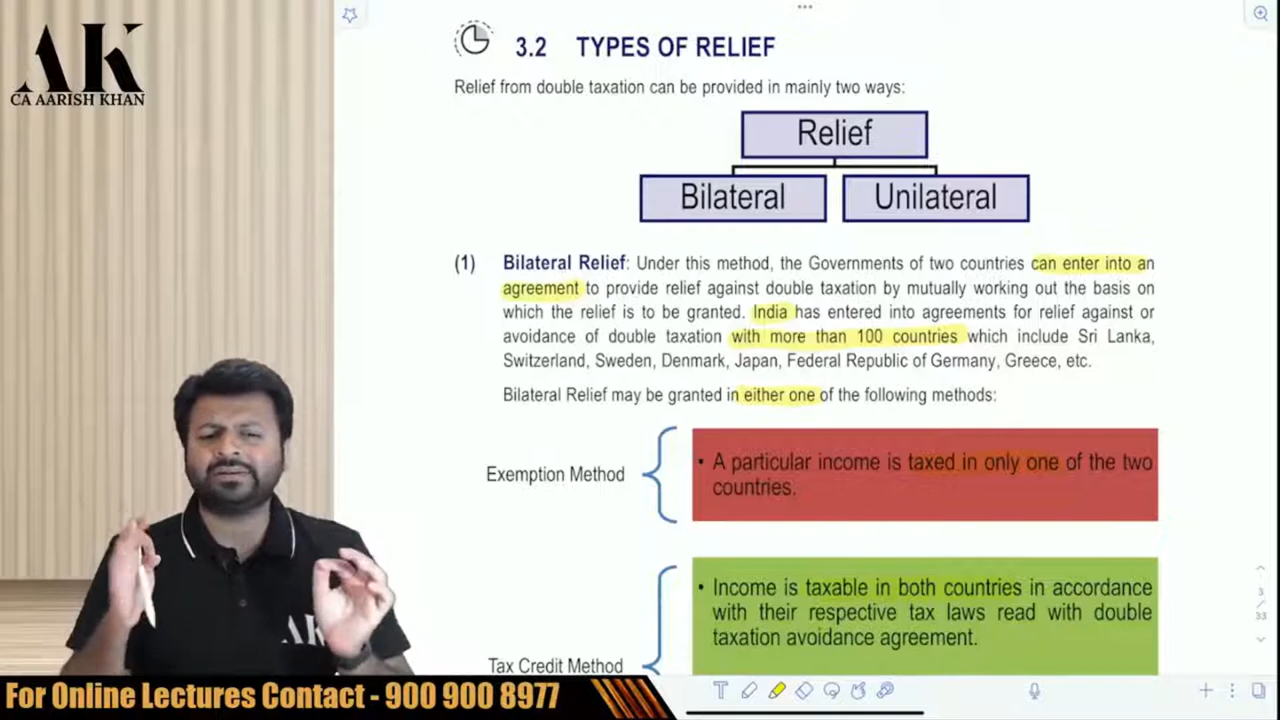 AK
CA AARISH KHAN
3.2 TYPES OF RELIEF
Relief from double taxation can be provided in mainly two ways:
Relief
Bilateral Unilateral
(1) Bilateral Relief: Under this method, the Governments of two countries can enter into an
agreement to provide relief against double taxation by mutually working out the basis on
which the relief is to be granted. India has entered into agreements for relief against or
avoidance of double taxation with more than 100 countries which include Sri Lanka,
Switzerland, Sweden, Denmark, Japan, Federal Republic of Germany, Greece, etc.
Bilateral Relief may be granted in either one of the following methods:
Exemption Method
• A particular income is taxed in only one of the two
countries.
Tax Credit Method
• Income is taxable in both countries in accordance
with their respective tax laws read with double
taxation avoidance agreement.
3
/
33
AK
For Online Lectures Contact - 900 900 8977